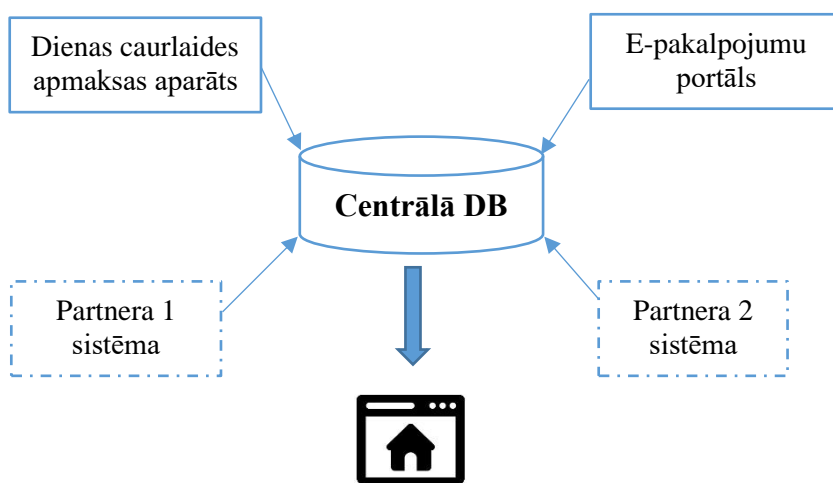 Dienas caurlaides
apmaksas aparāts
E-pakalpojumu
portāls
Centrālā DB
Partnera 1
sistēma
Partnera 2
sistēma